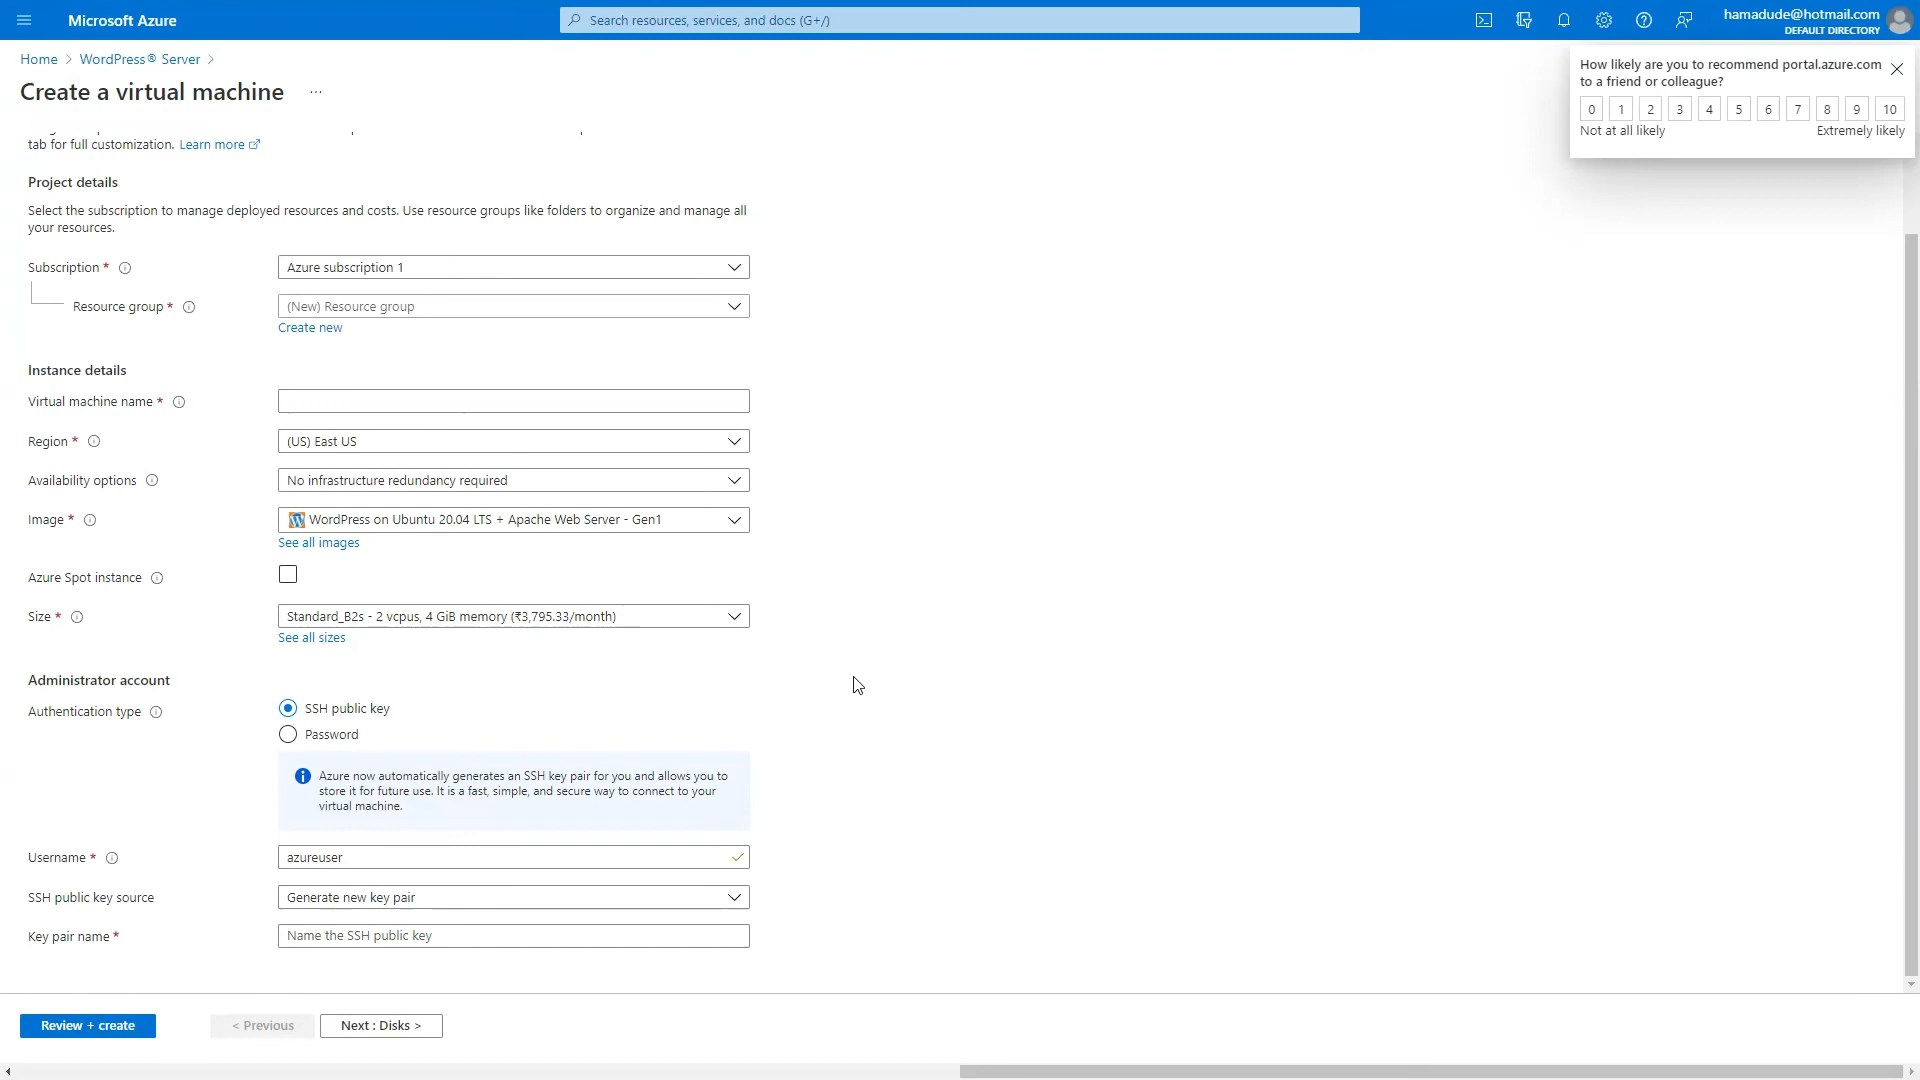 Microsoft Azure
Search resources, services, and docs (G+/)
hamadude@hotmail.com
DEFAULT DIRECTORY
Home > WordPress® Server >
Create a virtual machine ...
How likely are you to recommend portal.azure.com
to a friend or colleague?
0 1 2 3 4 5 6 7 8 9 10
Not at all likely Extremely likely
tab for full customization. Learn more
Project details
Select the subscription to manage deployed resources and costs. Use resource groups like folders to organize and manage all
your resources.
Subscription * Azure subscription 1
Resource group * (New) Resource group
Create new
Instance details
Virtual machine name *
Region * (US) East US
Availability options No infrastructure redundancy required
Image * WordPress on Ubuntu 20.04 LTS + Apache Web Server - Gen1
See all images
Azure Spot instance
Size * Standard_B2s - 2 vcpus, 4 GiB memory (₹3,795.33/month)
See all sizes
Administrator account
Authentication type SSH public key
Password
Azure now automatically generates an SSH key pair for you and allows you to
store it for future use. It is a fast, simple, and secure way to connect to your
virtual machine.
Username * azureuser
SSH public key source Generate new key pair
Key pair name * Name the SSH public key
Review + create < Previous Next : Disks >